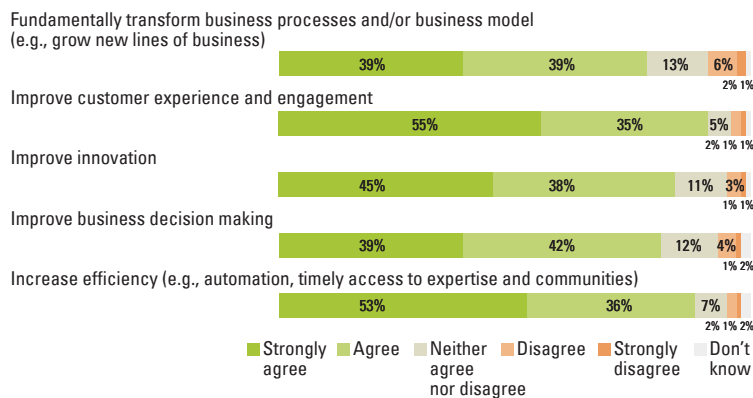 Fundamentally transform business processes and/or business model
(e.g., grow new lines of business)
39% 39% 13% 6%
2% 1%
Improve customer experience and engagement
55% 35% 5%
2% 1% 1%
Improve innovation
45% 38% 11% 3%
1% 1%
Improve business decision making
39% 42% 12% 4%
1% 2%
Increase efficiency (e.g., automation, timely access to expertise and communities)
53% 36% 7%
2% 1% 2%
Strongly agree
Agree
Neither agree nor disagree
Disagree
Strongly disagree
Don't know